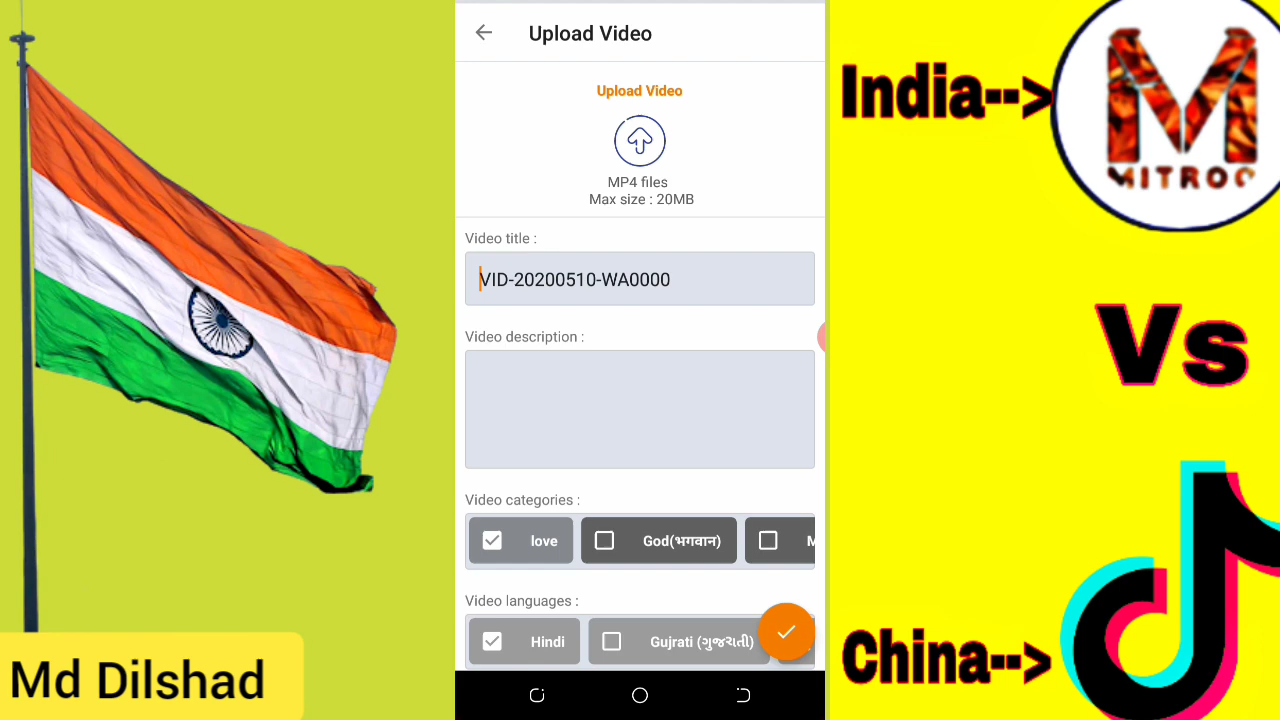 Upload Video
Upload Video
MP4 files
Max size : 20MB
Video title :
VID-20200510-WA0000
Video description :
Video categories :
love
God(भगवान)
M
Video languages :
Hindi
Gujrati (ગુજરાતી)
Md Dilshad
India-->
MITROO
Vs
China-->